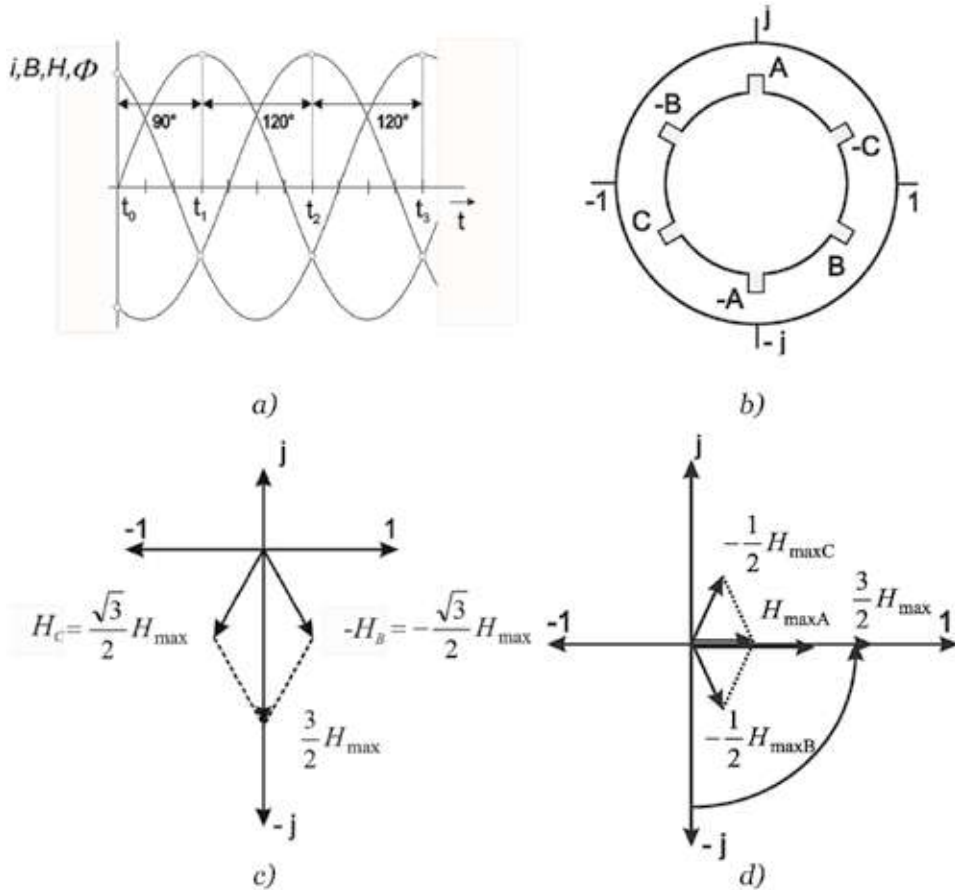 i,B,H,Φ
90°
120°
120°
t₀
t₁
t₂
t₃
t
a)
j
A
-B
-C
-1
1
C
B
-A
- j
b)
j
-1
1
H_C = √3/2 H_max
-H_B = -√3/2 H_max
3/2 H_max
- j
c)
j
-1/2 H_maxC
H_maxA
3/2 H_max
-1
1
-1/2 H_maxB
- j
d)